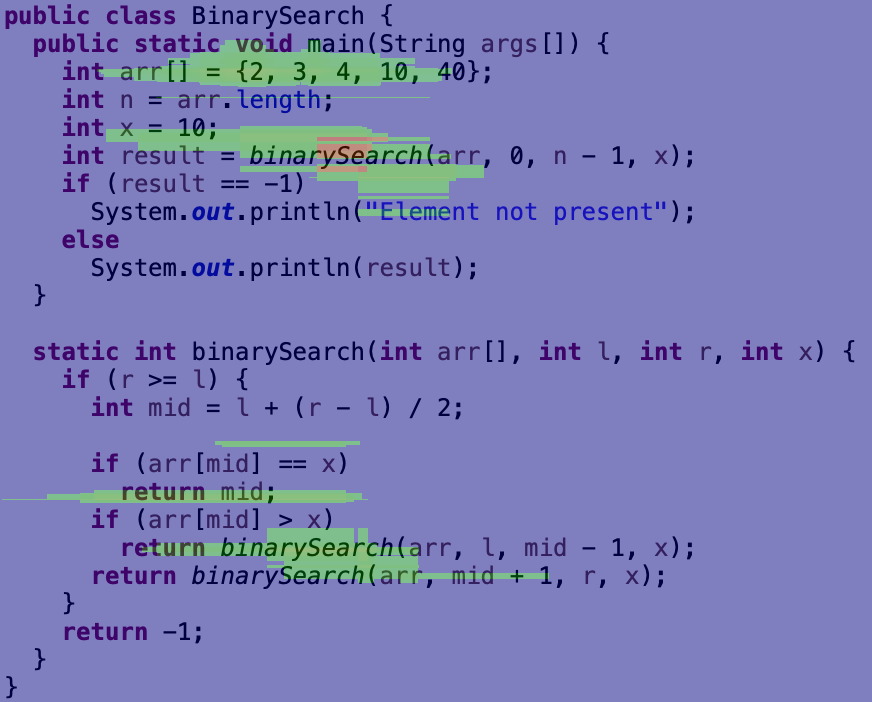 public class BinarySearch {
  public static void main(String args[]) {
    int arr[] = {2, 3, 4, 10, 40};
    int n = arr.length;
    int x = 10;
    int result = binarySearch(arr, 0, n - 1, x);
    if (result == -1)
      System.out.println("Element not present");
    else
      System.out.println(result);
  }

  static int binarySearch(int arr[], int l, int r, int x) {
    if (r >= l) {
      int mid = l + (r - l) / 2;

      if (arr[mid] == x)
        return mid;
      if (arr[mid] > x)
        return binarySearch(arr, l, mid - 1, x);
      return binarySearch(arr, mid + 1, r, x);
    }
    return -1;
  }
}